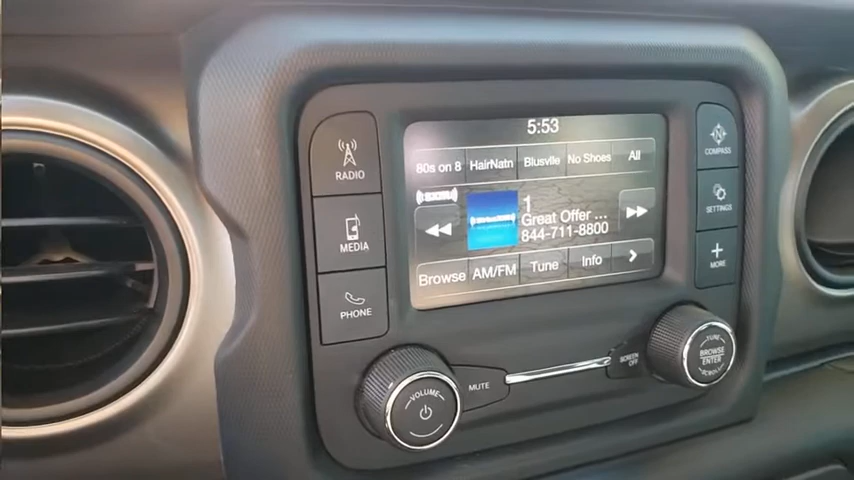 5:53
80s on 8 HairNatn Blusvlle No Shoes All
1
Great Offer ...
844-711-8800
Browse AM/FM Tune Info >
RADIO
MEDIA
PHONE
COMPASS
SETTINGS
MORE
VOLUME
MUTE
SCREEN
OFF
TUNE
BROWSE
ENTER
SCROLL